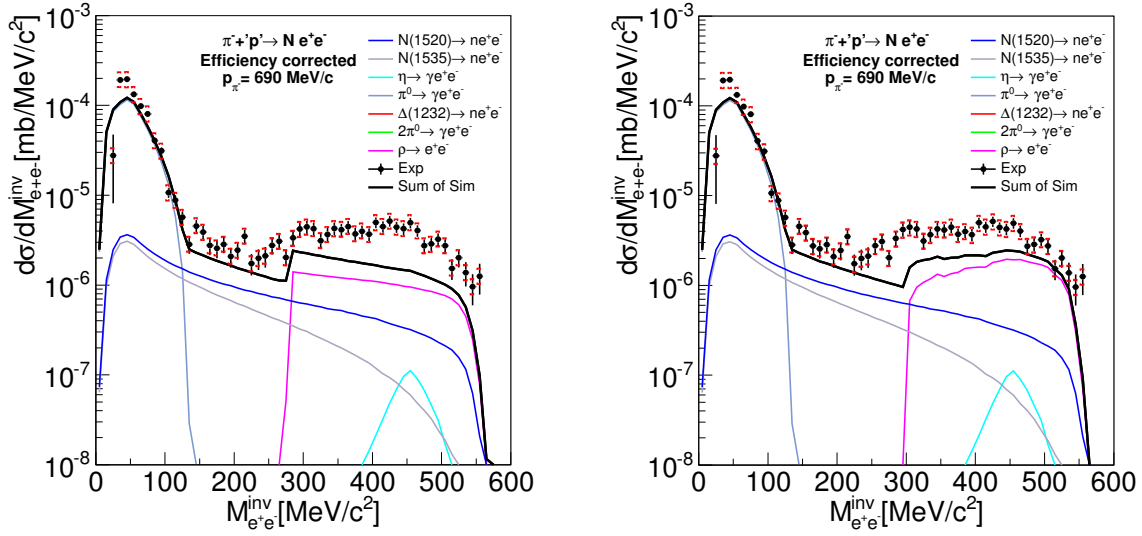 10⁻³
10⁻⁴
10⁻⁵
10⁻⁶
10⁻⁷
10⁻⁸
dσ/dM^inv_e+e- [mb/MeV/c²]
π⁻+'p'→ N e⁺e⁻
Efficiency corrected
p_π⁻ = 690 MeV/c
N(1520)→ ne⁺e⁻
N(1535)→ ne⁺e⁻
η→ γe⁺e⁻
π⁰→ γe⁺e⁻
Δ(1232)→ ne⁺e⁻
2π⁰→ γe⁺e⁻
ρ→ e⁺e⁻
Exp
Sum of Sim
0 100 200 300 400 500 600
M^inv_e⁺e⁻ [MeV/c²]
10⁻³
10⁻⁴
10⁻⁵
10⁻⁶
10⁻⁷
10⁻⁸
dσ/dM^inv_e+e- [mb/MeV/c²]
π⁻+'p'→ N e⁺e⁻
Efficiency corrected
p_π⁻ = 690 MeV/c
N(1520)→ ne⁺e⁻
N(1535)→ ne⁺e⁻
η→ γe⁺e⁻
π⁰→ γe⁺e⁻
Δ(1232)→ ne⁺e⁻
2π⁰→ γe⁺e⁻
ρ→ e⁺e⁻
Exp
Sum of Sim
0 100 200 300 400 500 600
M^inv_e⁺e⁻ [MeV/c²]